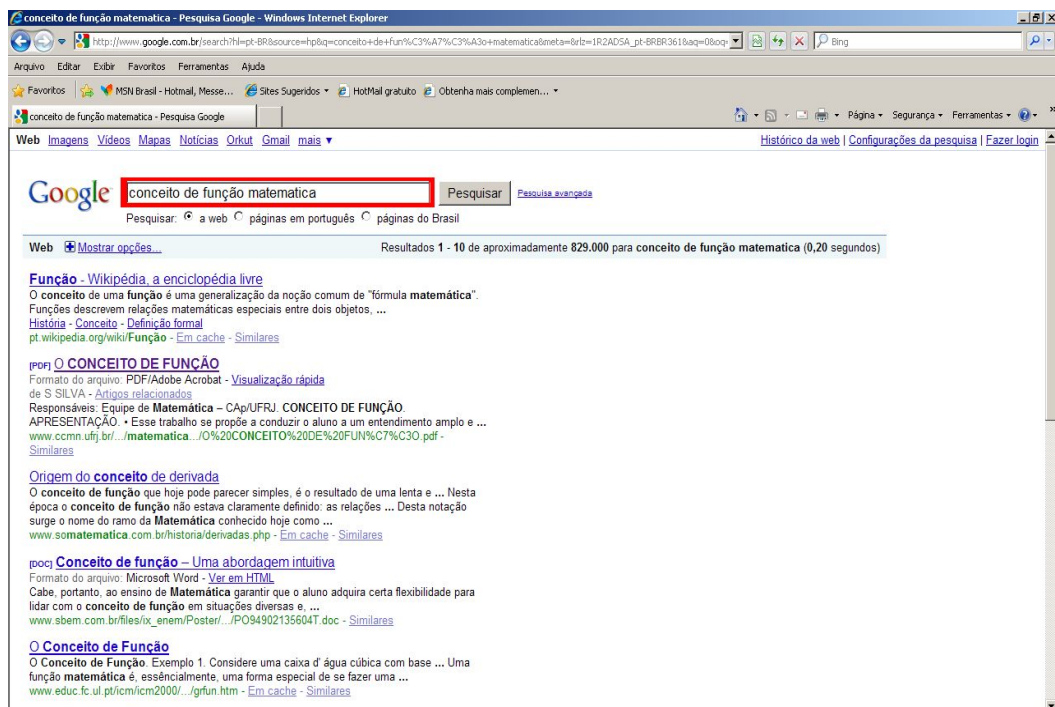 conceito de função matematica - Pesquisa Google - Windows Internet Explorer
http://www.google.com.br/search?hl=pt-BR&source=hp&q=conceito+de+fun%C3%A7%C3%A3o+matematica&meta=&rlz=1R2ADSA_pt-BRBR361&aq=0&oq= Bing
Arquivo Editar Exibir Favoritos Ferramentas Ajuda
Favoritos MSN Brasil - Hotmail, Messe... Sites Sugeridos HotMail gratuito Obtenha mais complemen...
conceito de função matematica - Pesquisa Google Página Segurança Ferramentas
Web Imagens Vídeos Mapas Notícias Orkut Gmail mais ▼ Histórico da web | Configurações da pesquisa | Fazer login
Google conceito de função matematica Pesquisar Pesquisa avançada
Pesquisar: a web páginas em português páginas do Brasil
Web Mostrar opções... Resultados 1 - 10 de aproximadamente 829.000 para conceito de função matematica (0,20 segundos)
Função - Wikipédia, a enciclopédia livre
O conceito de uma função é uma generalização da noção comum de "fórmula matemática".
Funções descrevem relações matemáticas especiais entre dois objetos, ...
História - Conceito - Definição formal
pt.wikipedia.org/wiki/Função - Em cache - Similares
[PDF] O CONCEITO DE FUNÇÃO
Formato do arquivo: PDF/Adobe Acrobat - Visualização rápida
de S SILVA - Artigos relacionados
Responsáveis: Equipe de Matemática – CAp/UFRJ. CONCEITO DE FUNÇÃO.
APRESENTAÇÃO. • Esse trabalho se propõe a conduzir o aluno a um entendimento amplo e ...
www.ccmn.ufrj.br/.../matematica.../O%20CONCEITO%20DE%20FUN%C7%C3O.pdf -
Similares
Origem do conceito de derivada
O conceito de função que hoje pode parecer simples, é o resultado de uma lenta e ... Nesta
época o conceito de função não estava claramente definido: as relações ... Desta notação
surge o nome do ramo da Matemática conhecido hoje como ...
www.somatematica.com.br/historia/derivadas.php - Em cache - Similares
[DOC] Conceito de função – Uma abordagem intuitiva
Formato do arquivo: Microsoft Word - Ver em HTML
Cabe, portanto, ao ensino de Matemática garantir que o aluno adquira certa flexibilidade para
lidar com o conceito de função em situações diversas e, ...
www.sbem.com.br/files/ix_enem/Poster/.../PO94902135604T.doc - Similares
O Conceito de Função
O Conceito de Função. Exemplo 1. Considere uma caixa d' água cúbica com base ... Uma
função matemática é, essêncialmente, uma forma especial de se fazer uma ...
www.educ.fc.ul.pt/icm/icm2000/.../grfun.htm - Em cache - Similares